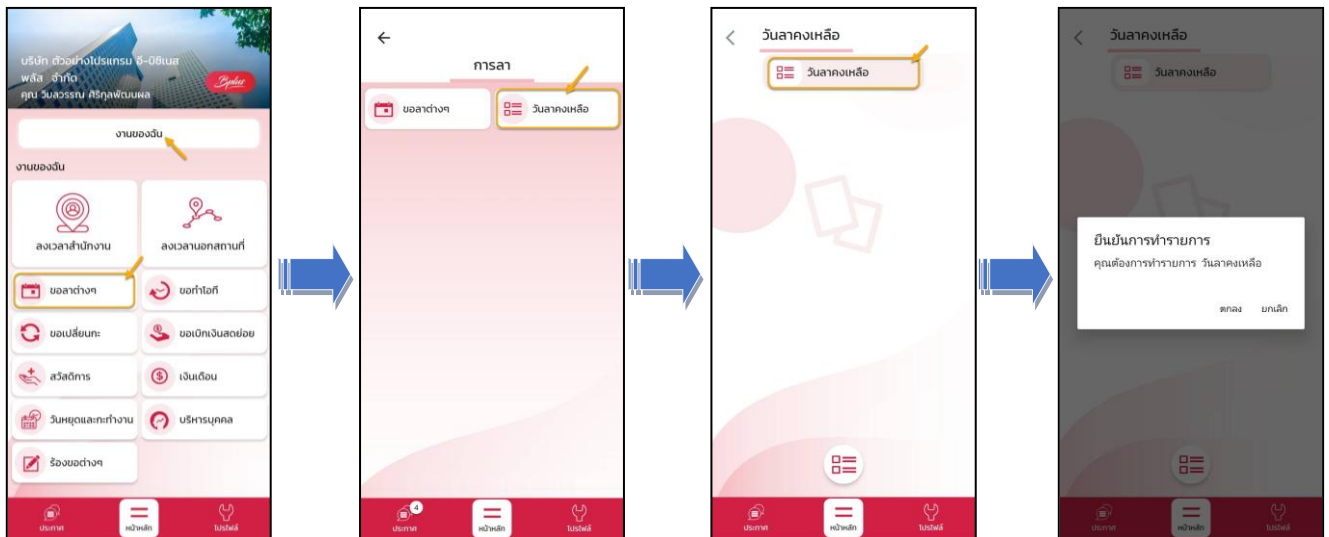 บริษัท ตัวอย่างโปรแกรม อี-บิซิเนส
พลัส จำกัด
คุณ วิมลวรรณ ศิริกุลพัฒนผล
Bplus
งานของฉัน
งานของฉัน
ลงเวลาสำนักงาน
ลงเวลานอกสถานที่
ขอลาต่างๆ
ขอทำโอที
ขอเปลี่ยนกะ
ขอเบิกเงินสดย่อย
สวัสดิการ
เงินเดือน
วันหยุดและกะทำงาน
บริหารบุคคล
ร้องขอต่างๆ
ประกาศ
หน้าหลัก
โปรไฟล์
การลา
ขอลาต่างๆ
วันลาคงเหลือ
4
ประกาศ
หน้าหลัก
โปรไฟล์
วันลาคงเหลือ
วันลาคงเหลือ
ประกาศ
หน้าหลัก
โปรไฟล์
วันลาคงเหลือ
วันลาคงเหลือ
ยืนยันการทำรายการ
คุณต้องการทำรายการ วันลาคงเหลือ
ตกลง
ยกเลิก
ประกาศ
หน้าหลัก
โปรไฟล์